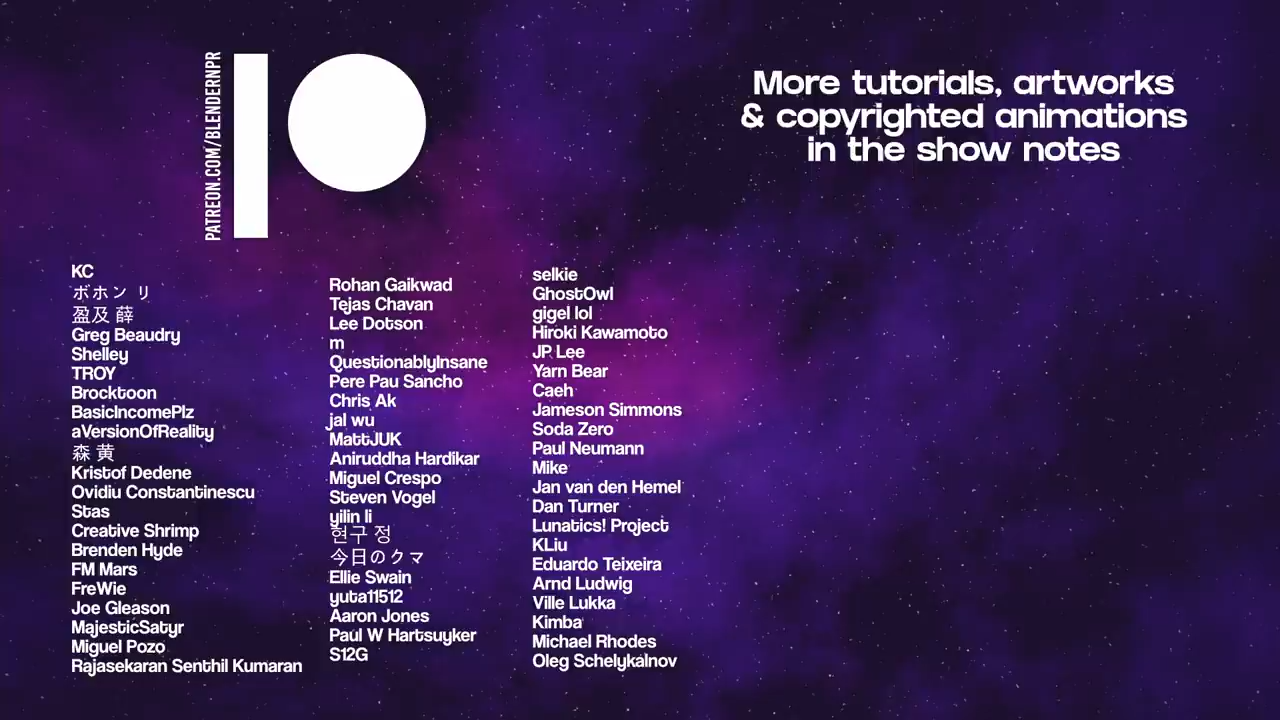 PATREON.COM/BLENDERNPR
More tutorials, artworks
& copyrighted animations
in the show notes
KC
ボホン リ
盈及 薛
Greg Beaudry
Shelley
TROY
Brocktoon
BasicIncomePlz
aVersionOfReality
森 黄
Kristof Dedene
Ovidiu Constantinescu
Stas
Creative Shrimp
Brenden Hyde
FM Mars
FreWie
Joe Gleason
MajesticSatyr
Miguel Pozo
Rajasekaran Senthil Kumaran
Rohan Gaikwad
Tejas Chavan
Lee Dotson
m
QuestionablyInsane
Pere Pau Sancho
Chris Ak
jal wu
MattJUK
Aniruddha Hardikar
Miguel Crespo
Steven Vogel
yilin li
현구 정
今日のクマ
Ellie Swain
yuta11512
Aaron Jones
Paul W Hartsuyker
S12G
selkie
GhostOwl
gigel lol
Hiroki Kawamoto
JP Lee
Yarn Bear
Caeh
Jameson Simmons
Soda Zero
Paul Neumann
Mike
Jan van den Hemel
Dan Turner
Lunatics! Project
KLiu
Eduardo Teixeira
Arnd Ludwig
Ville Lukka
Kimba
Michael Rhodes
Oleg Schelykalnov